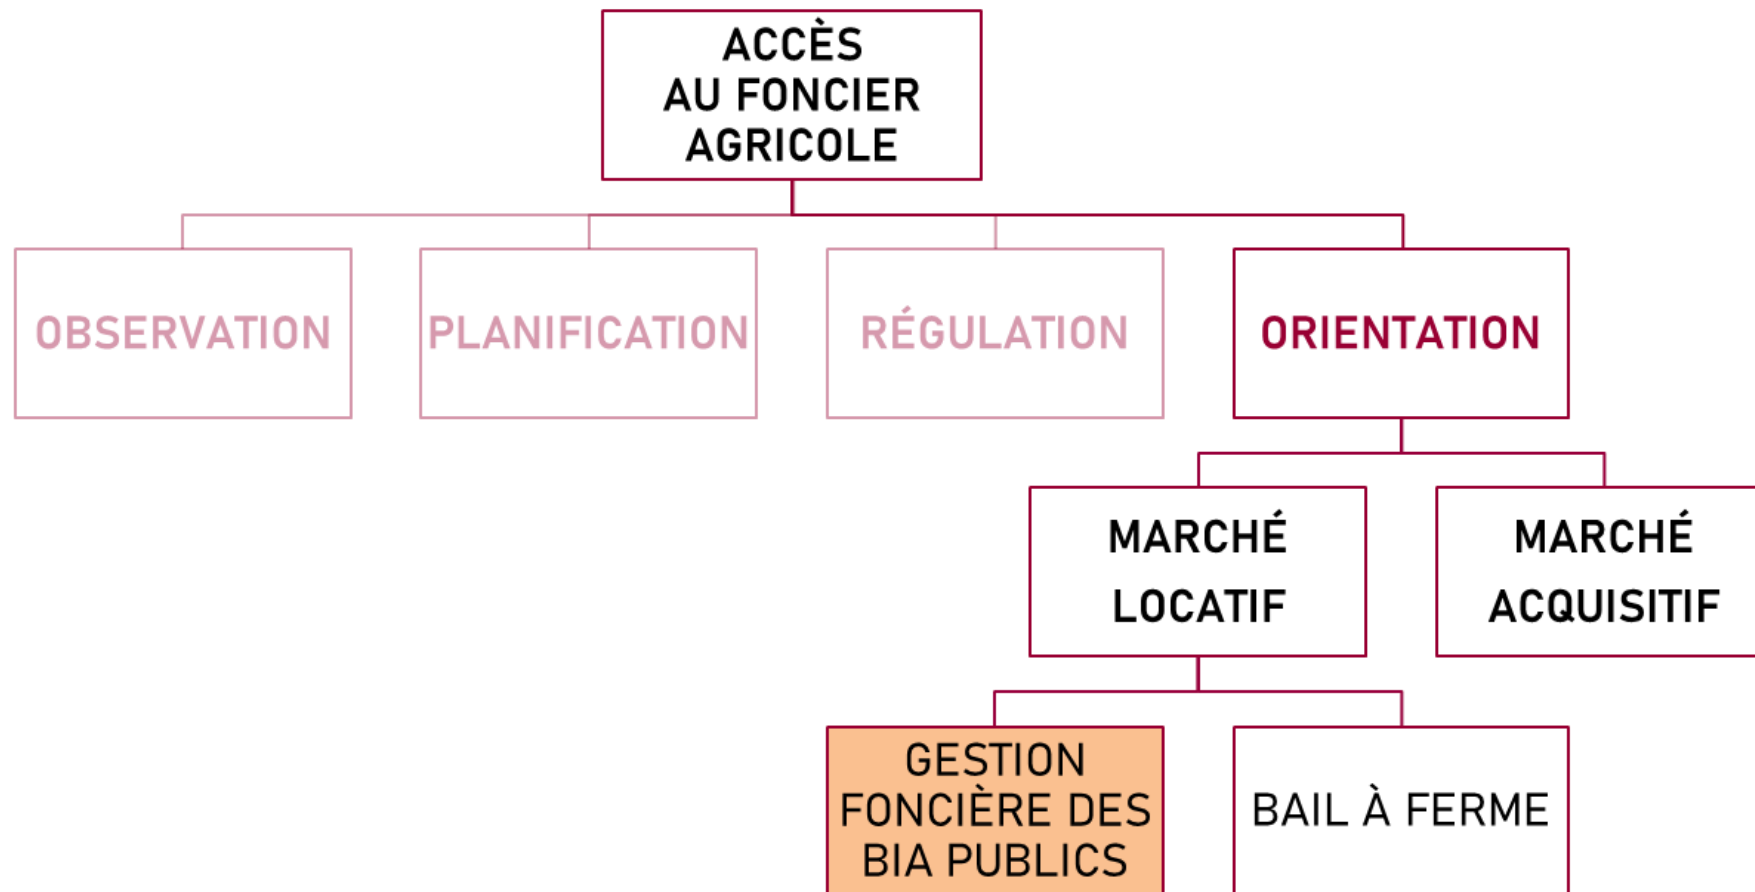 ACCÈS
AU FONCIER
AGRICOLE
OBSERVATION
PLANIFICATION
RÉGULATION
ORIENTATION
MARCHÉ
LOCATIF
MARCHÉ
ACQUISITIF
GESTION
FONCIÈRE DES
BIA PUBLICS
BAIL À FERME